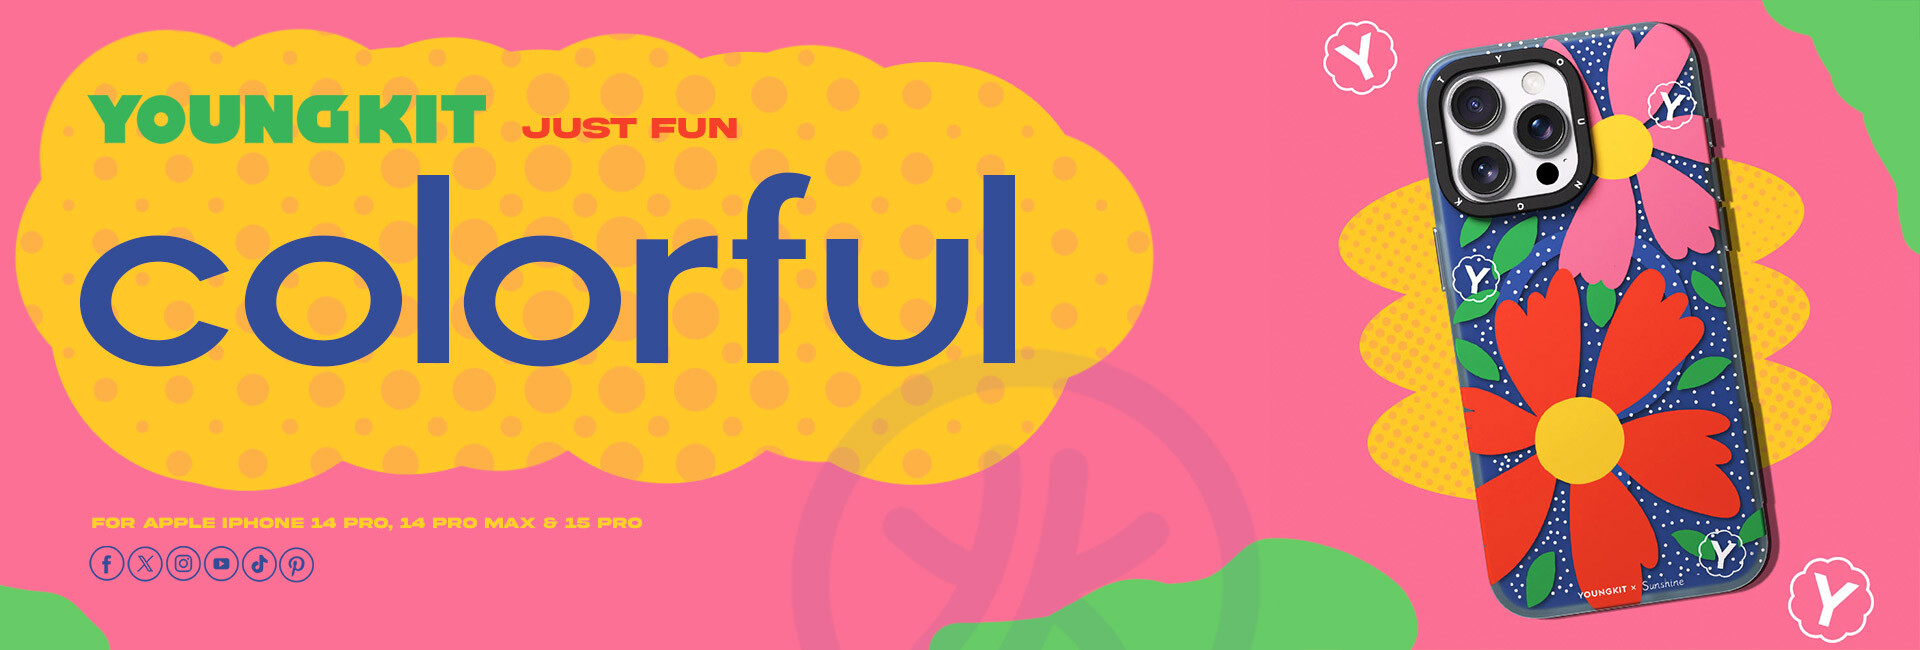 YOUNGKIT JUST FUN
colorful
FOR APPLE IPHONE 14 PRO, 14 PRO MAX & 15 PRO
Y
YOUNGKIT
Y
Y
Y
YOUNGKIT x Sunshine
Y